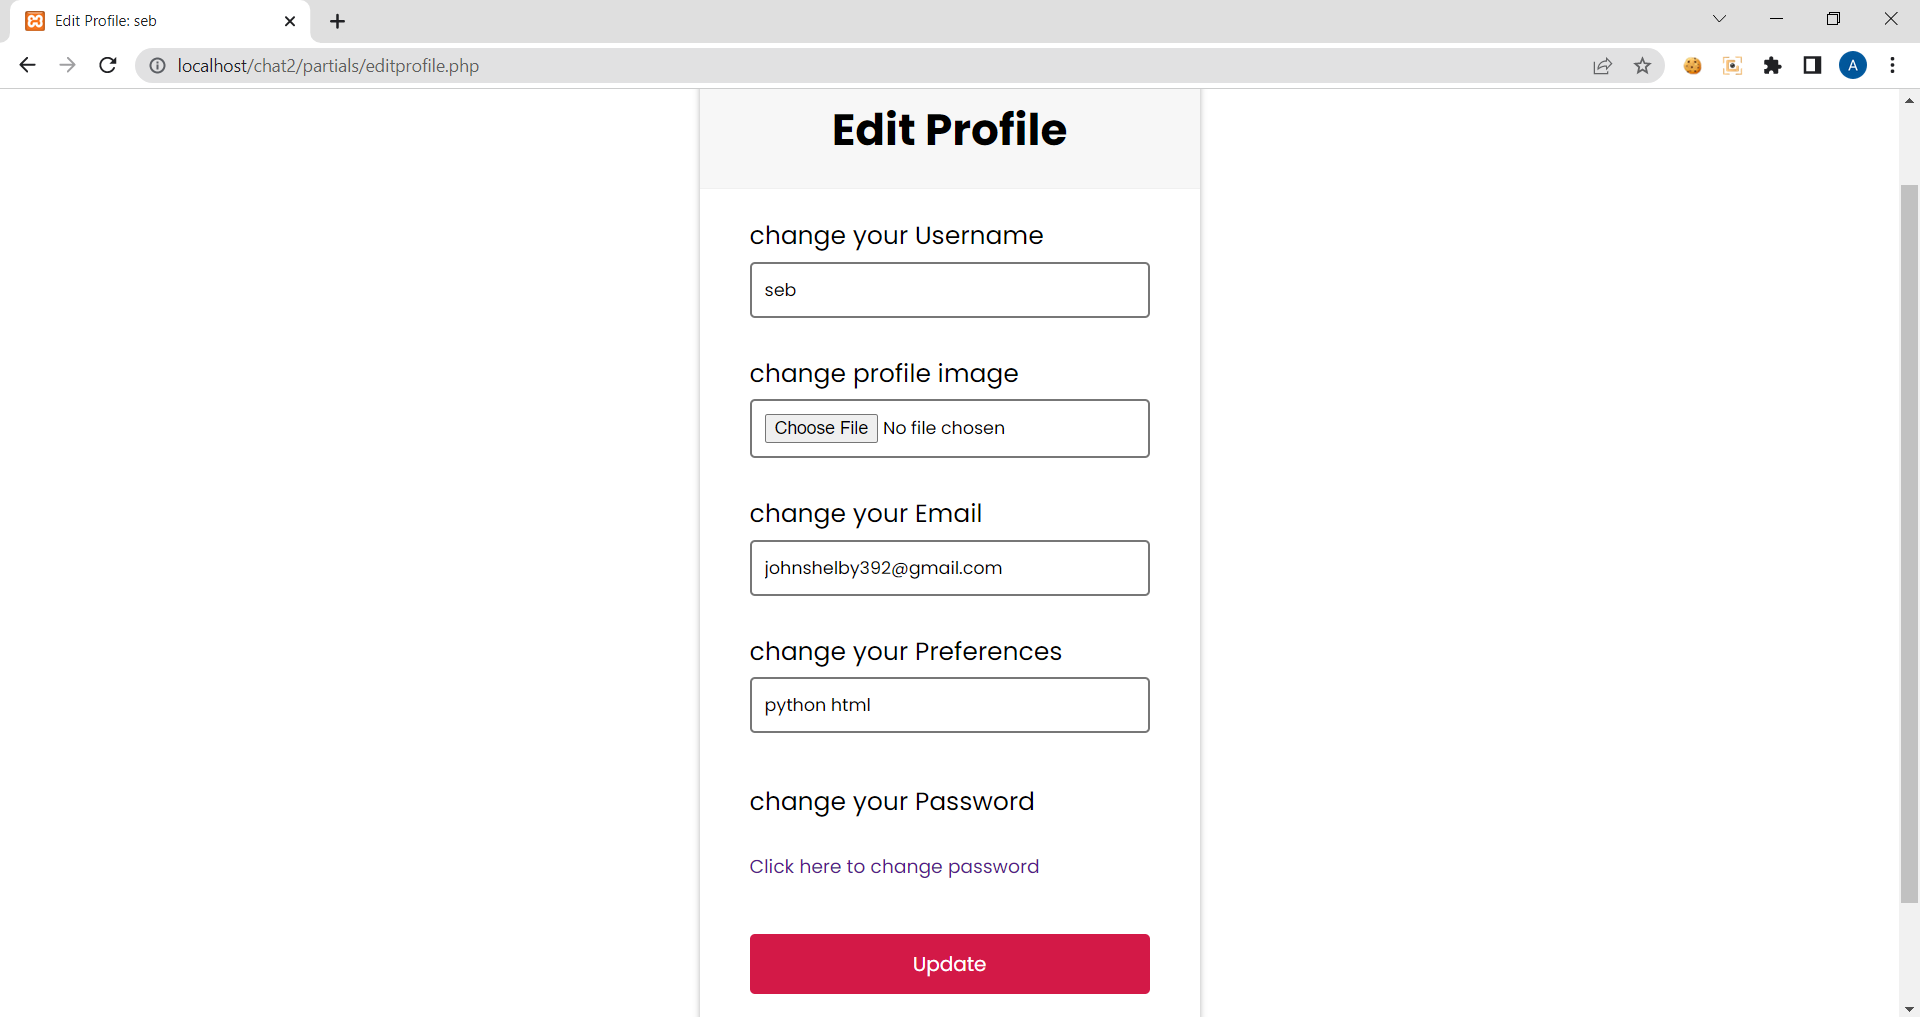 Edit Profile: seb
localhost/chat2/partials/editprofile.php
A
Edit Profile
change your Username
seb
change profile image
Choose File No file chosen
change your Email
johnshelby392@gmail.com
change your Preferences
python html
change your Password
Click here to change password
Update